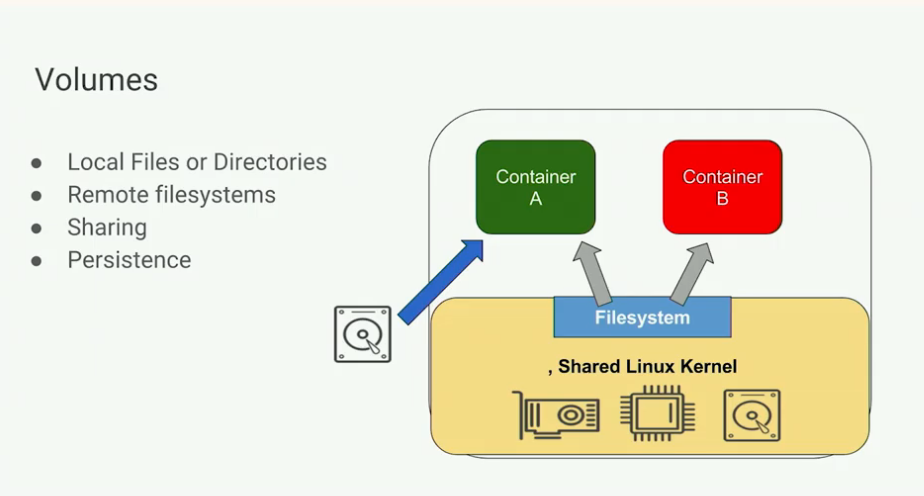 Volumes
● Local Files or Directories
● Remote filesystems
● Sharing
● Persistence
Container
A
Container
B
Filesystem
, Shared Linux Kernel